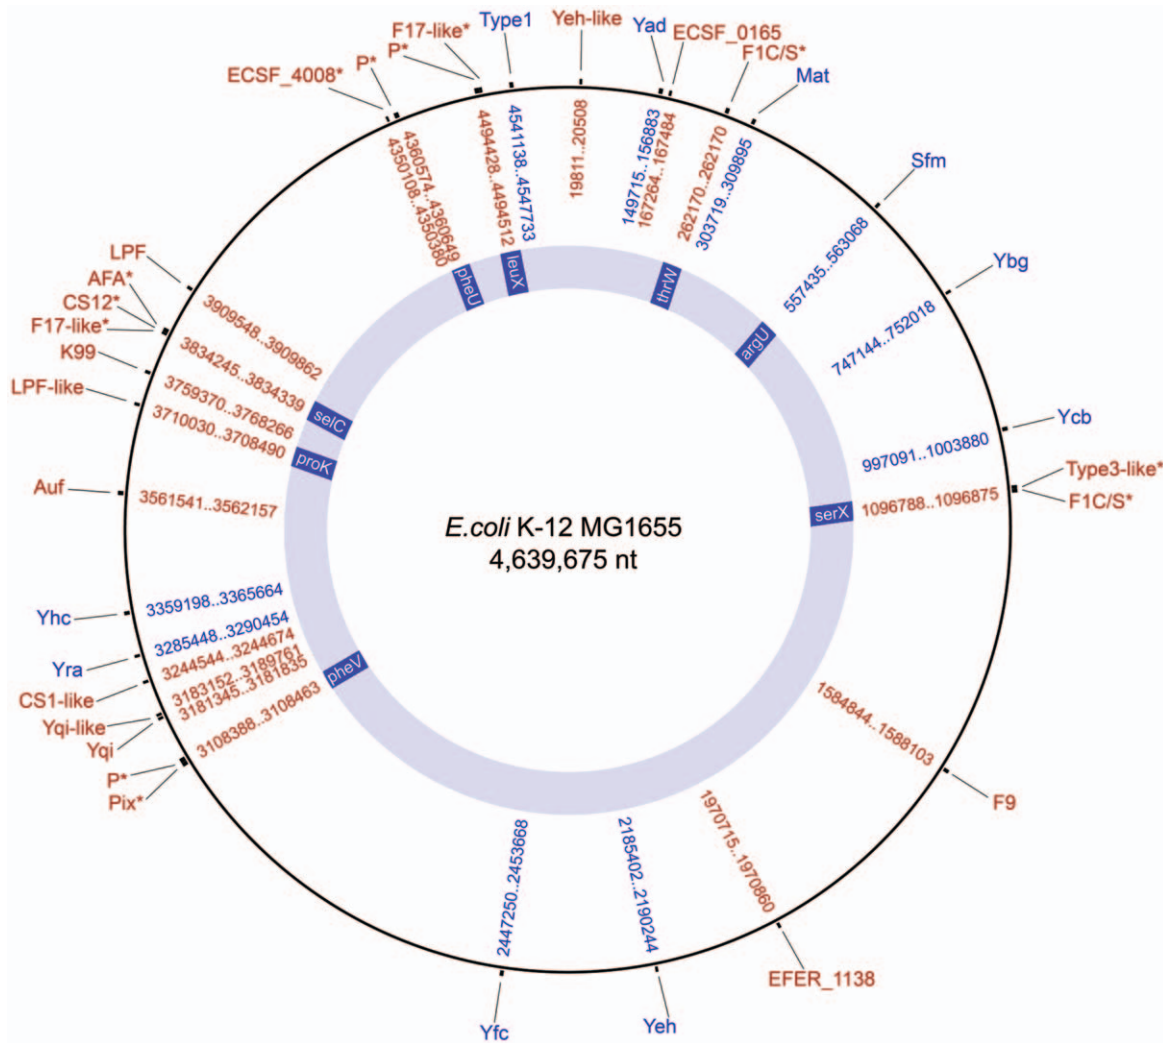 Type1
Yeh-like
Yad
ECSF_0165
F1C/S*
Mat
Sfm
Ybg
Ycb
Type3-like*
F1C/S*
F9
EFER_1138
Yeh
Yfc
Pix*
P*
Yqi
Yqi-like
CS1-like
Yra
Yhc
Auf
LPF-like
K99
F17-like*
CS12*
AFA*
LPF
ECSF_4008*
P*
P*
F17-like*
4541138..4547733
19811..20508
149715..156883
167264..167484
262170..262170
303719..309895
557435..563068
747144..752018
997091..1003880
1096788..1096875
1584844..1588103
1970715..1970860
2185402..2190244
2447250..2453668
3108388..3108463
3181345..3181835
3183152..3189761
3244544..3244674
3285448..3290454
3359198..3365664
3561541..3562157
3710030..3708490
3759370..3768266
3834245..3834339
3909548..3909862
4350108..4350380
4360574..4360649
4494428..4494512
leuX
thrW
argU
serX
pheV
proK
selC
pheU
E.coli K-12 MG1655
4,639,675 nt